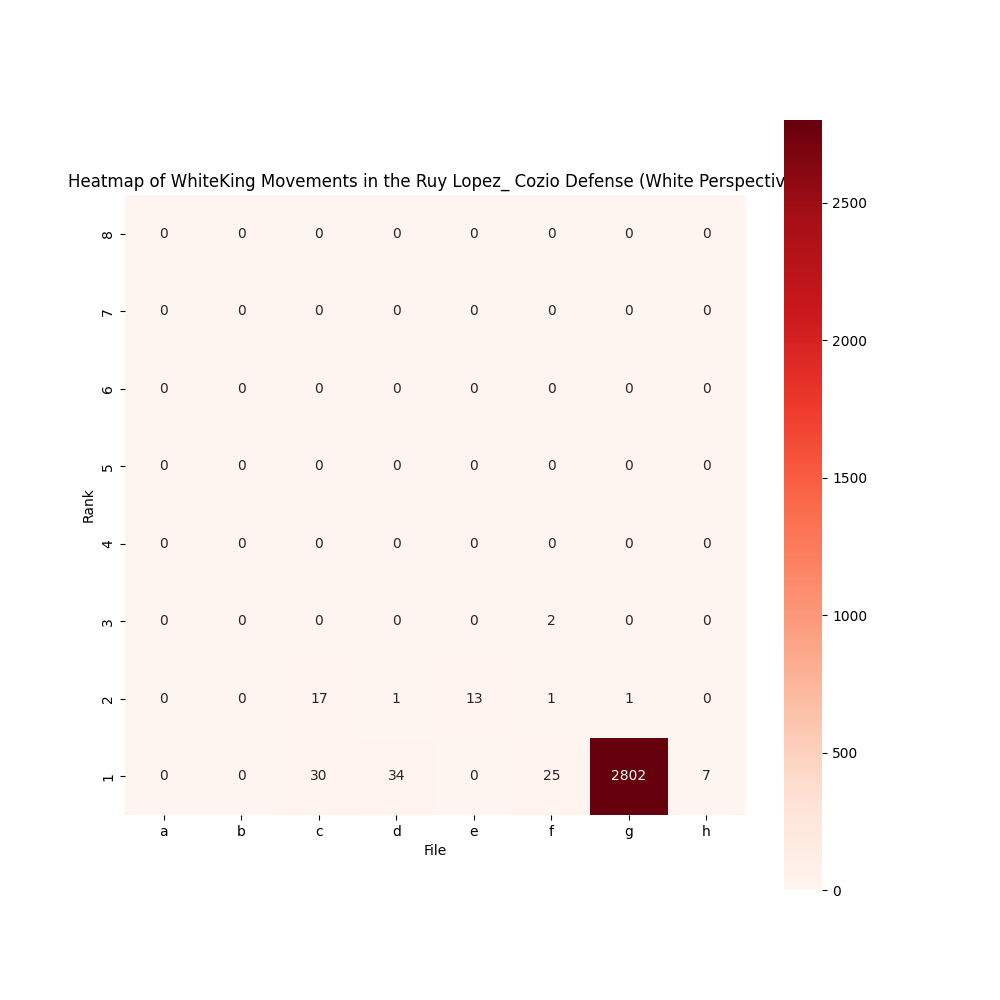 Heatmap of WhiteKing Movements in the Ruy Lopez_ Cozio Defense (White Perspectiv
2500
8 0 0 0 0 0 0 0 0
7 0 0 0 0 0 0 0 0
2000
6 0 0 0 0 0 0 0 0
5 0 0 0 0 0 0 0 0
1500
Rank
4 0 0 0 0 0 0 0 0
1000
3 0 0 0 0 0 2 0 0
2 0 0 17 1 13 1 1 0
500
1 0 0 30 34 0 25 2802 7
a b c d e f g h
File
0